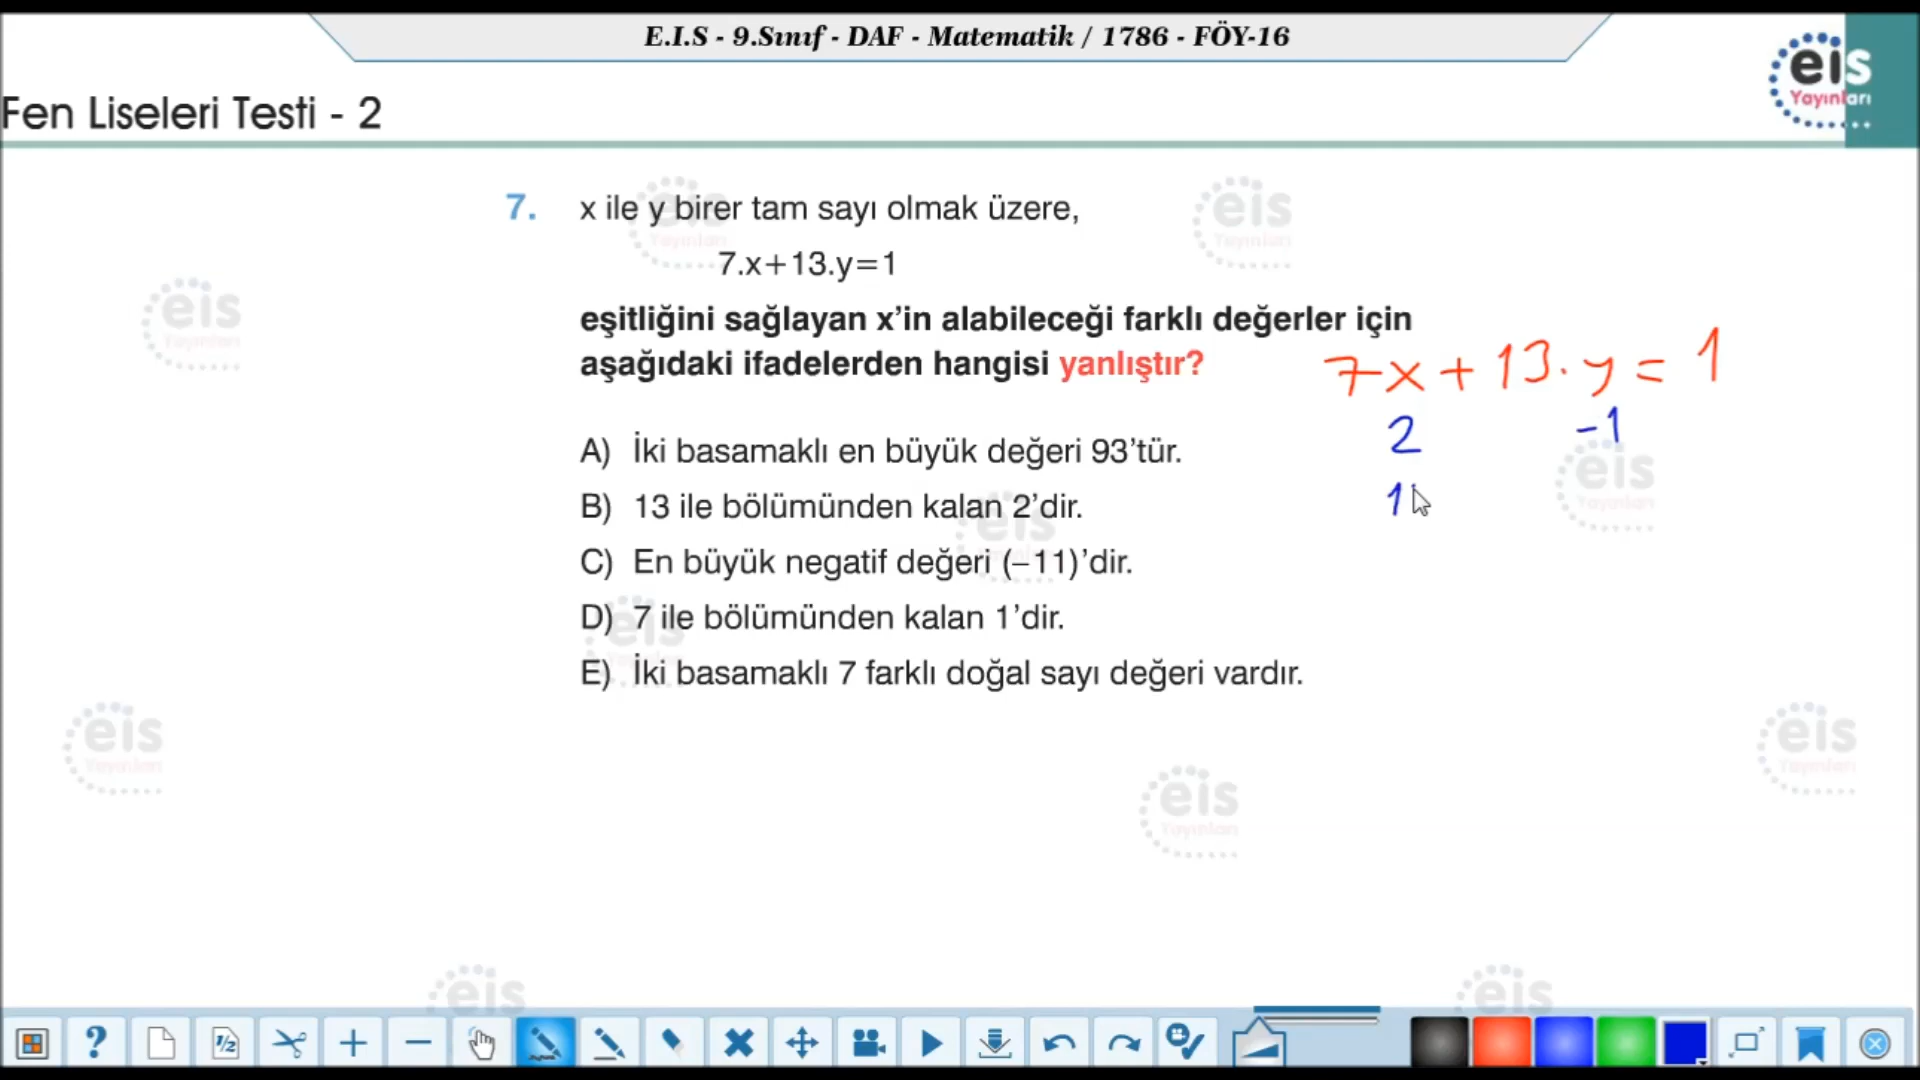 E.I.S - 9.Sınıf - DAF - Matematik / 1786 - FÖY-16
eis
Yayınları
Fen Liseleri Testi - 2
7. x ile y birer tam sayı olmak üzere,
7.x+13.y=1
eşitliğini sağlayan x’in alabileceği farklı değerler için
aşağıdaki ifadelerden hangisi yanlıştır?
7x + 13.y = 1
2 -1
1
A) İki basamaklı en büyük değeri 93’tür.
B) 13 ile bölümünden kalan 2’dir.
C) En büyük negatif değeri (–11)’dir.
D) 7 ile bölümünden kalan 1’dir.
E) İki basamaklı 7 farklı doğal sayı değeri vardır.